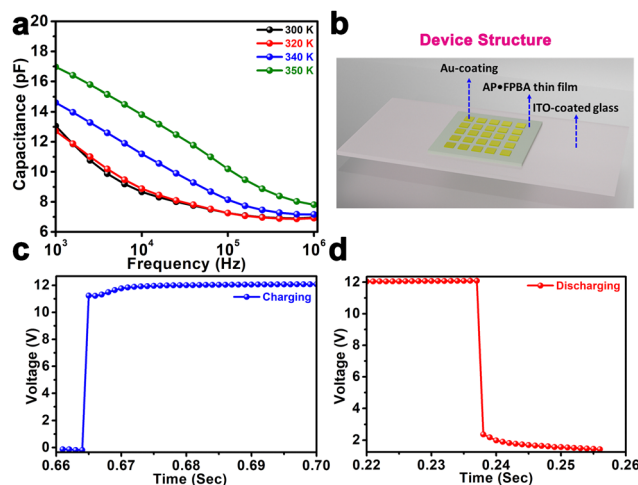 a
20
18
16
14
12
10
8
6
Capacitance (pF)
300 K
320 K
340 K
350 K
10³
10⁴
10⁵
10⁶
Frequency (Hz)
b
Device Structure
Au-coating
AP•FPBA thin film
ITO-coated glass
c
12
10
8
6
4
2
0
Voltage (V)
Charging
0.66
0.67
0.68
0.69
0.70
Time (Sec)
d
12
10
8
6
4
2
Voltage (V)
Discharging
0.22
0.23
0.24
0.25
0.26
Time (Sec)